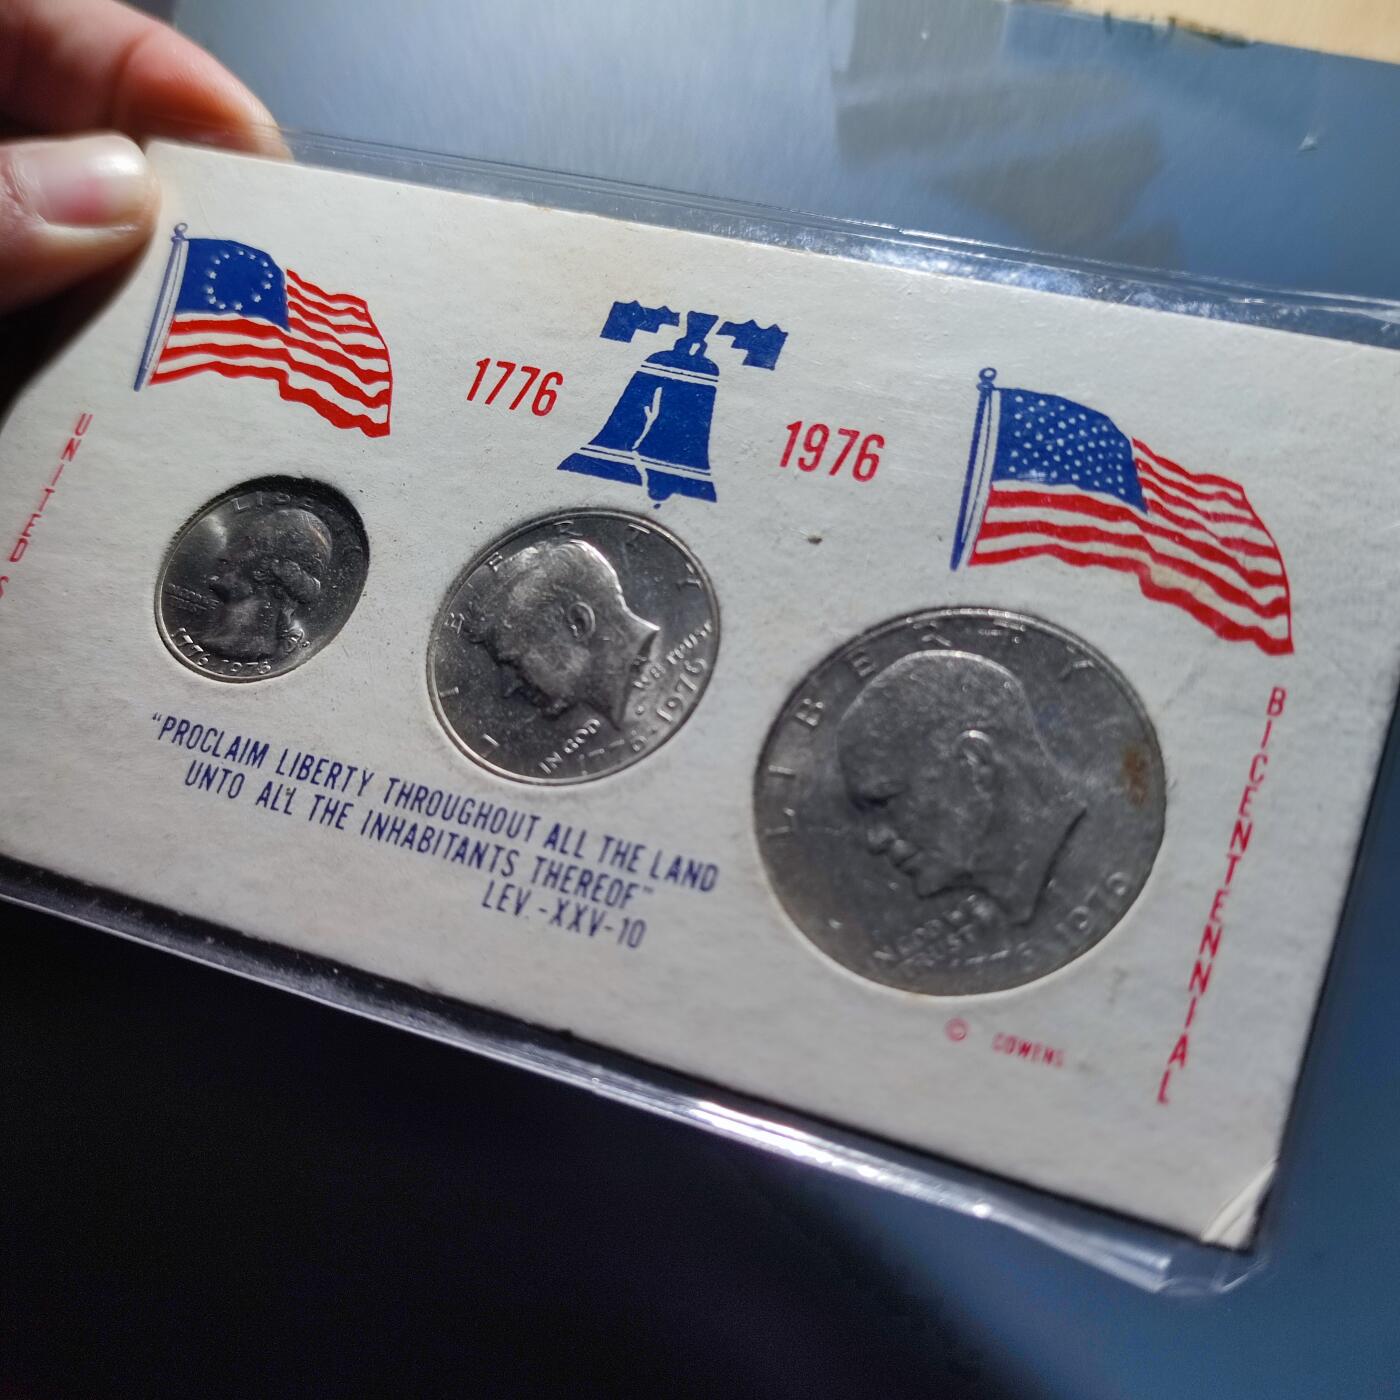 1776
1976
UNITED S
LIBERTY
1776-1976
LIBERTY
IN GOD WE TRUST
1776-1976
LIBERTY
IN GOD WE
TRUST
1776-1976
"PROCLAIM LIBERTY THROUGHOUT ALL THE LAND
UNTO ALL THE INHABITANTS THEREOF"
LEV.-XXV-10
BICENTENNIAL
© COWENS